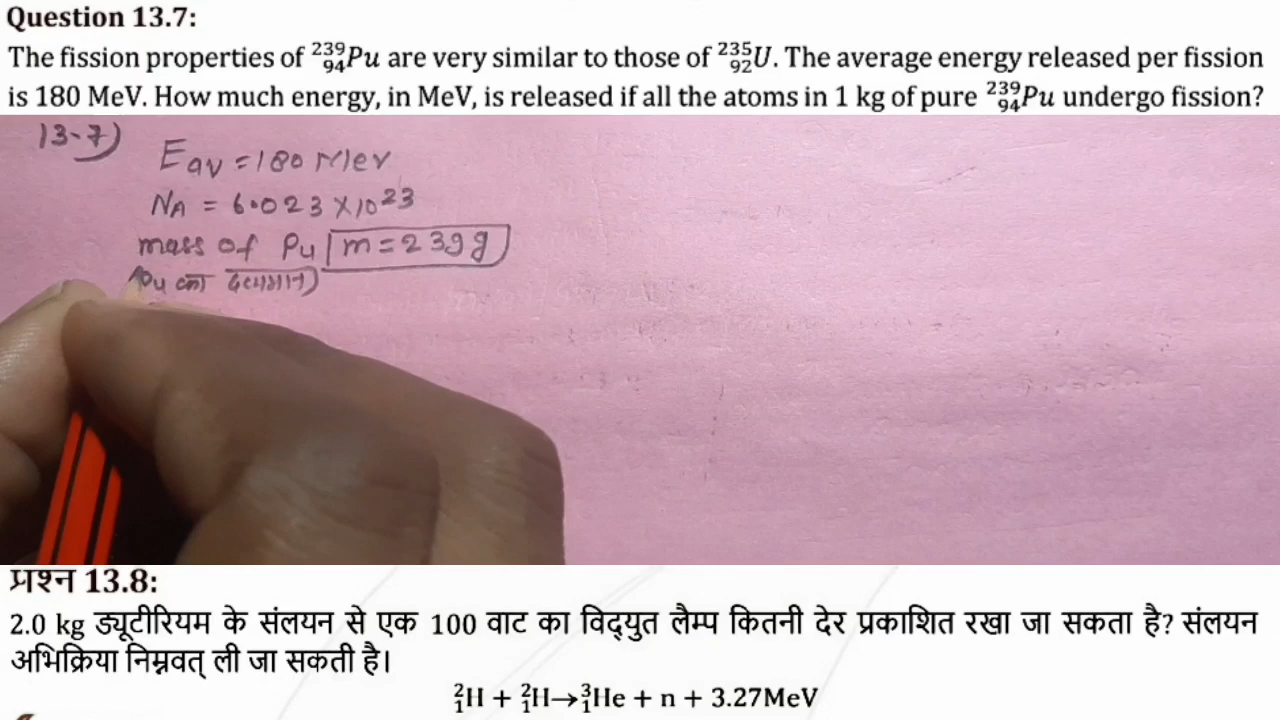 Question 13.7:
The fission properties of ²³⁹₉₄Pu are very similar to those of ²³⁵₉₂U. The average energy released per fission
is 180 MeV. How much energy, in MeV, is released if all the atoms in 1 kg of pure ²³⁹₉₄Pu undergo fission?
13-7)
Eav = 180 MeV
NA = 6.023 × 10²³
mass of Pu m = 239 g
Pu का द्रव्यमान)
प्रश्न 13.8:
2.0 kg ड्यूटीरियम के संलयन से एक 100 वाट का विद्युत लैम्प कितनी देर प्रकाशित रखा जा सकता है? संलयन
अभिक्रिया निम्नवत् ली जा सकती है।
²₁H + ²₁H→³₁He + n + 3.27MeV